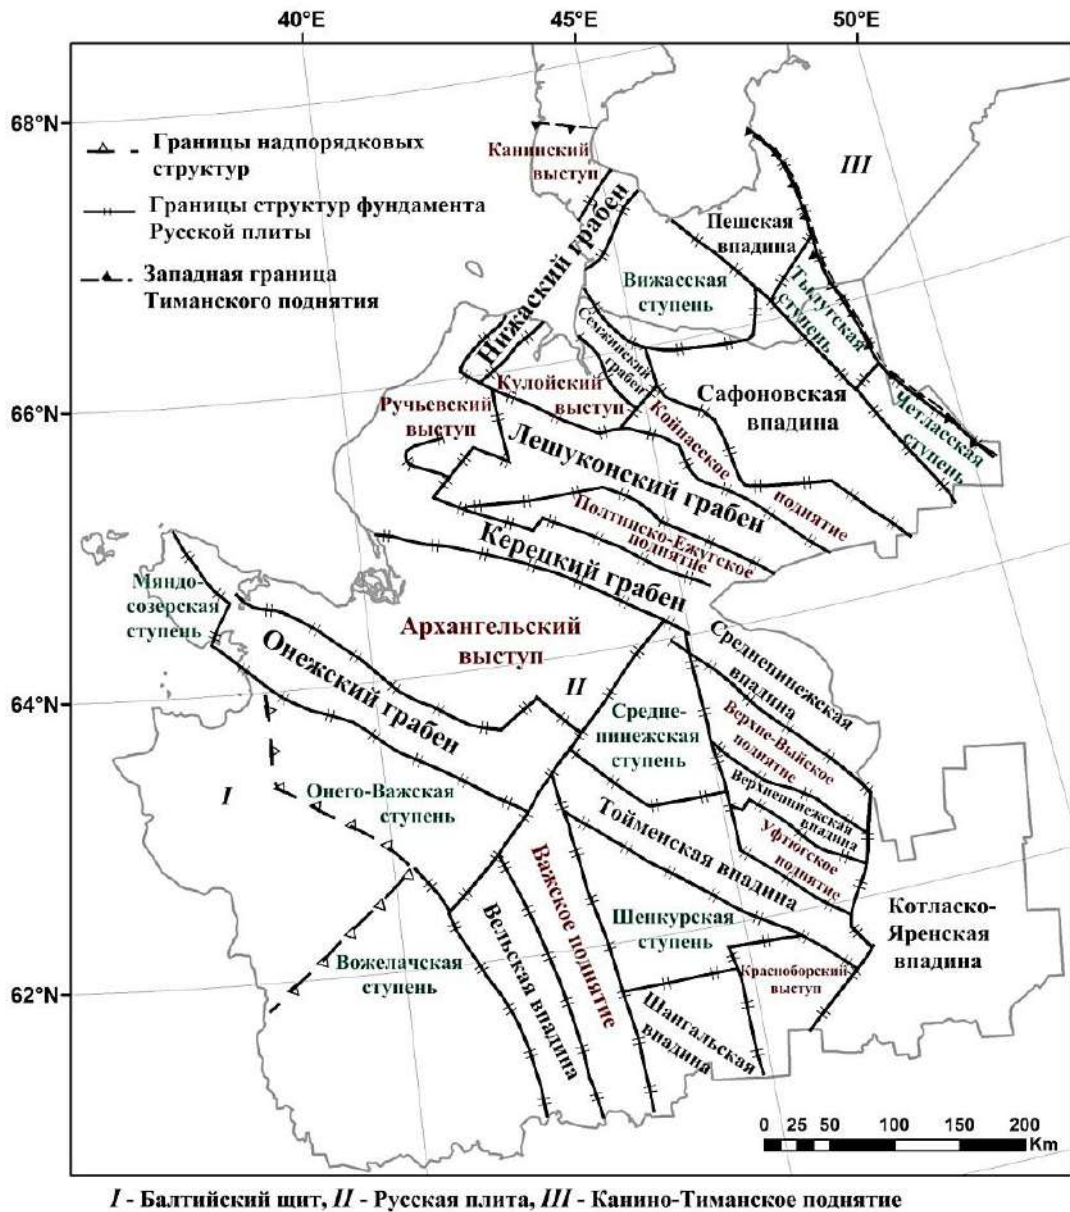 40°E 45°E 50°E
68°N
66°N
64°N
62°N
Границы надпорядковых
структур
Границы структур фундамента
Русской плиты
Западная граница
Тиманского поднятия
Канинский
выступ
III
Нижаский грабен
Пешская
впадина
Вижасская
ступень
Тылугская
ступень
Семжинский
грабен
Кулойский
выступ
Ручьевский
выступ
Сафоновская
впадина
Четласская
ступень
Койнасское
поднятие
Лешуконский грабен
Полтинско-Ежугское
поднятие
Керецкий грабен
Мяндо-
созерская
ступень
Архангельский
выступ
Онежский грабен
II
Средне-
пинежская
ступень
Среднепинежская
впадина
Верхне-Выйское
поднятие
Верхнепинежская
впадина
Уфтюгское
поднятие
I
Онего-Важская
ступень
Тойменская впадина
Важское поднятие
Вельская впадина
Шенкурская
ступень
Котласко-
Яренская
впадина
Вожелачская
ступень
Красноборский
выступ
Шангальская
впадина
0 25 50 100 150 200
Km
I - Балтийский щит, II - Русская плита, III - Канино-Тиманское поднятие